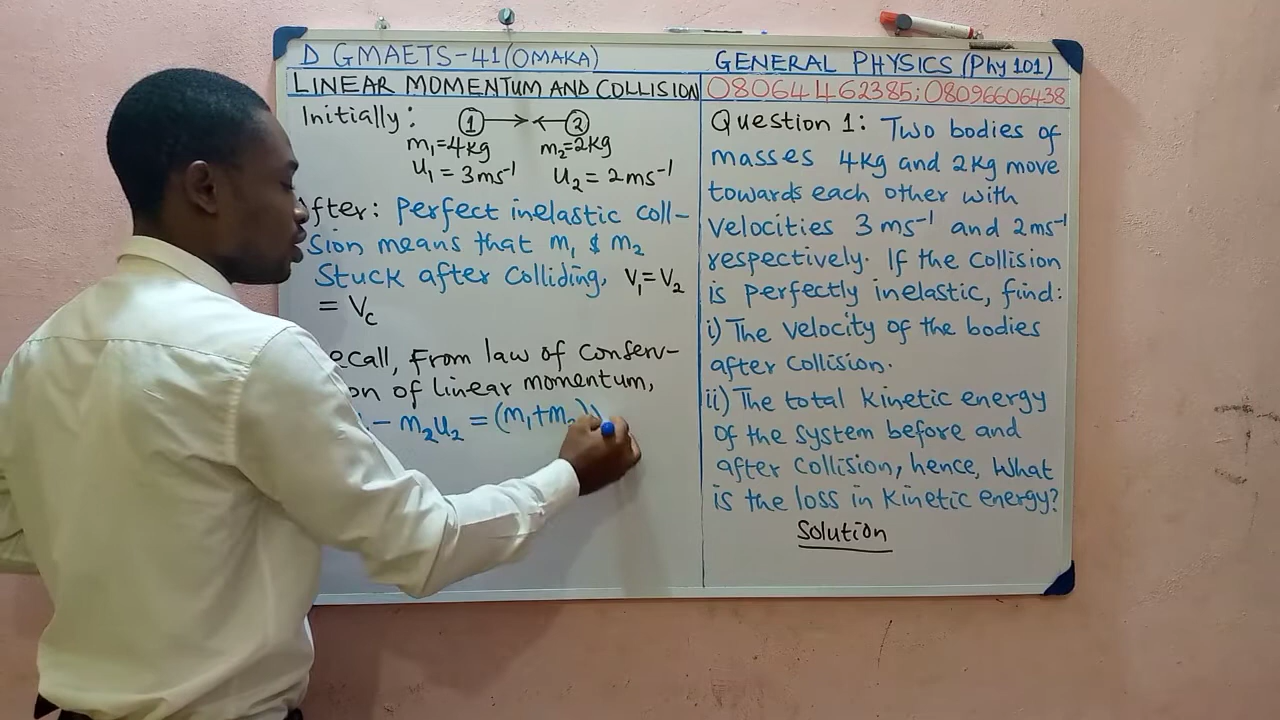 D GMAETS-41 (OMAKA)
LINEAR MOMENTUM AND COLLISION
Initially: 1 → ← 2
m₁=4kg m₂=2kg
u₁ = 3ms⁻¹ u₂ = 2ms⁻¹
After: Perfect inelastic coll-
sion means that m₁ & m₂
Stuck after colliding, V₁=V₂
= Vc
ecall, from law of conserv-
on of linear momentum,
- m₂u₂ = (m₁+m₂)
GENERAL PHYSICS (Phy 101)
08064462385; 08096606438
Question 1: Two bodies of
masses 4kg and 2kg move
towards each other with
velocities 3ms⁻¹ and 2ms⁻¹
respectively. If the collision
is perfectly inelastic, find:
i) The velocity of the bodies
after collision.
ii) The total kinetic energy
of the system before and
after collision, hence, what
is the loss in kinetic energy?
Solution